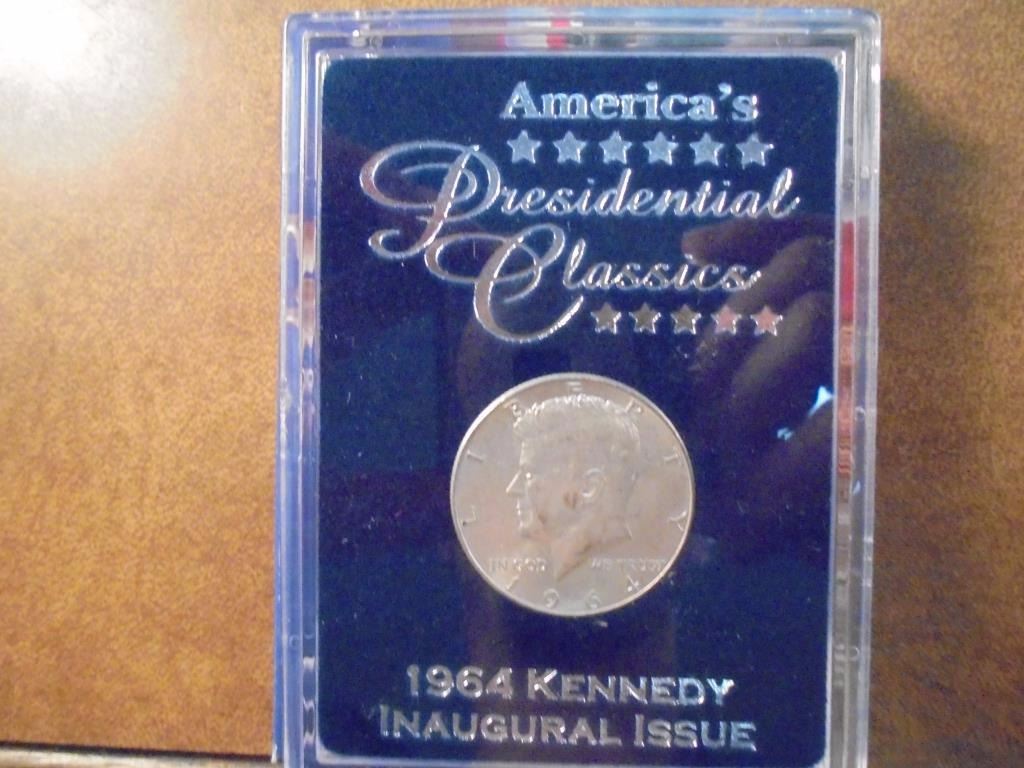 America's
Presidential
Classics
LIBERTY
IN GOD WE TRUST
1964
1964 KENNEDY
INAUGURAL ISSUE